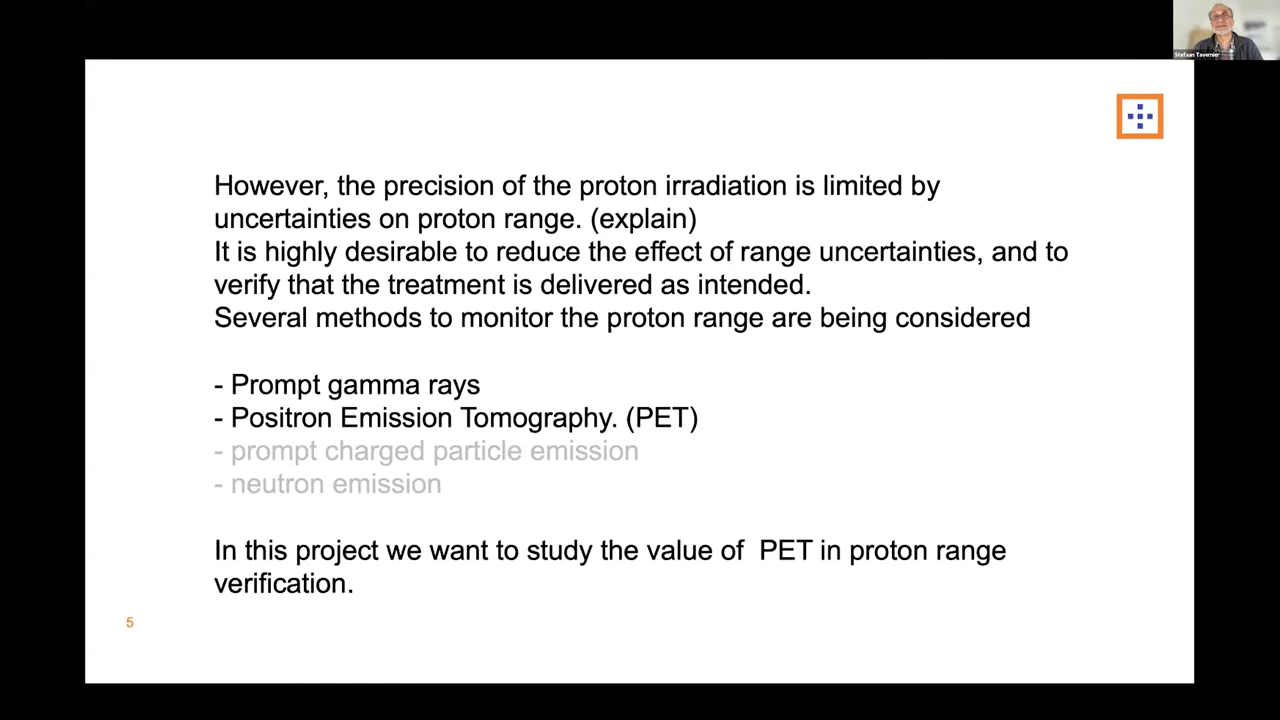 Stefaan Tavernier
However, the precision of the proton irradiation is limited by
uncertainties on proton range. (explain)
It is highly desirable to reduce the effect of range uncertainties, and to
verify that the treatment is delivered as intended.
Several methods to monitor the proton range are being considered
- Prompt gamma rays
- Positron Emission Tomography. (PET)
- prompt charged particle emission
- neutron emission
In this project we want to study the value of  PET in proton range
verification.
5